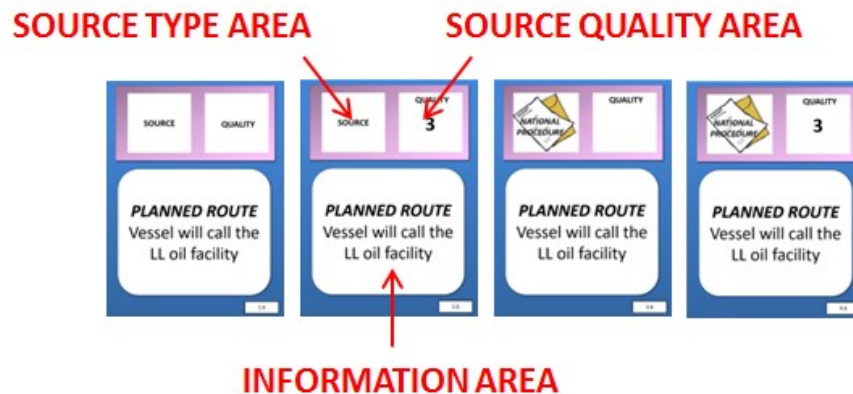 SOURCE TYPE AREA
SOURCE QUALITY AREA
SOURCE
QUALITY
PLANNED ROUTE
Vessel will call the
LL oil facility
SOURCE
QUALITY
3
PLANNED ROUTE
Vessel will call the
LL oil facility
NATIONAL
PROCEDURE
QUALITY
PLANNED ROUTE
Vessel will call the
LL oil facility
NATIONAL
PROCEDURE
QUALITY
3
PLANNED ROUTE
Vessel will call the
LL oil facility
INFORMATION AREA